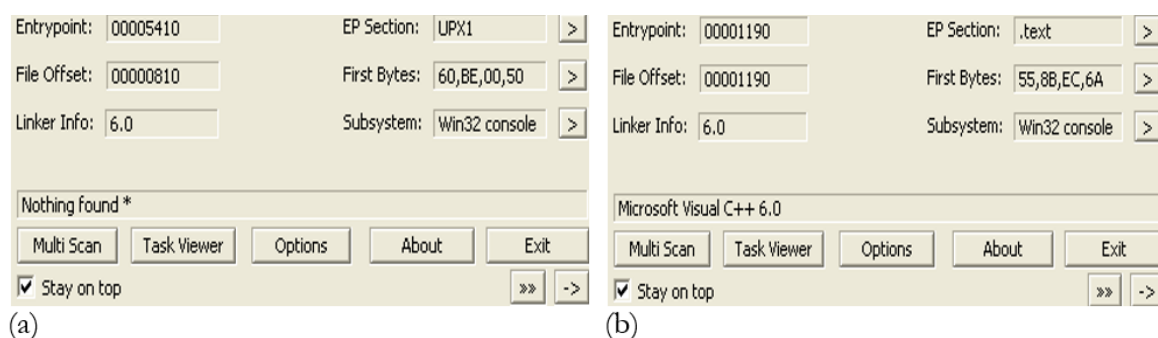 Entrypoint: 00005410 EP Section: UPX1 >
File Offset: 00000810 First Bytes: 60,BE,00,50 >
Linker Info: 6.0 Subsystem: Win32 console >
Nothing found *
Multi Scan Task Viewer Options About Exit
Stay on top »» ->
(a)
Entrypoint: 00001190 EP Section: .text >
File Offset: 00001190 First Bytes: 55,8B,EC,6A >
Linker Info: 6.0 Subsystem: Win32 console >
Microsoft Visual C++ 6.0
Multi Scan Task Viewer Options About Exit
Stay on top »» ->
(b)